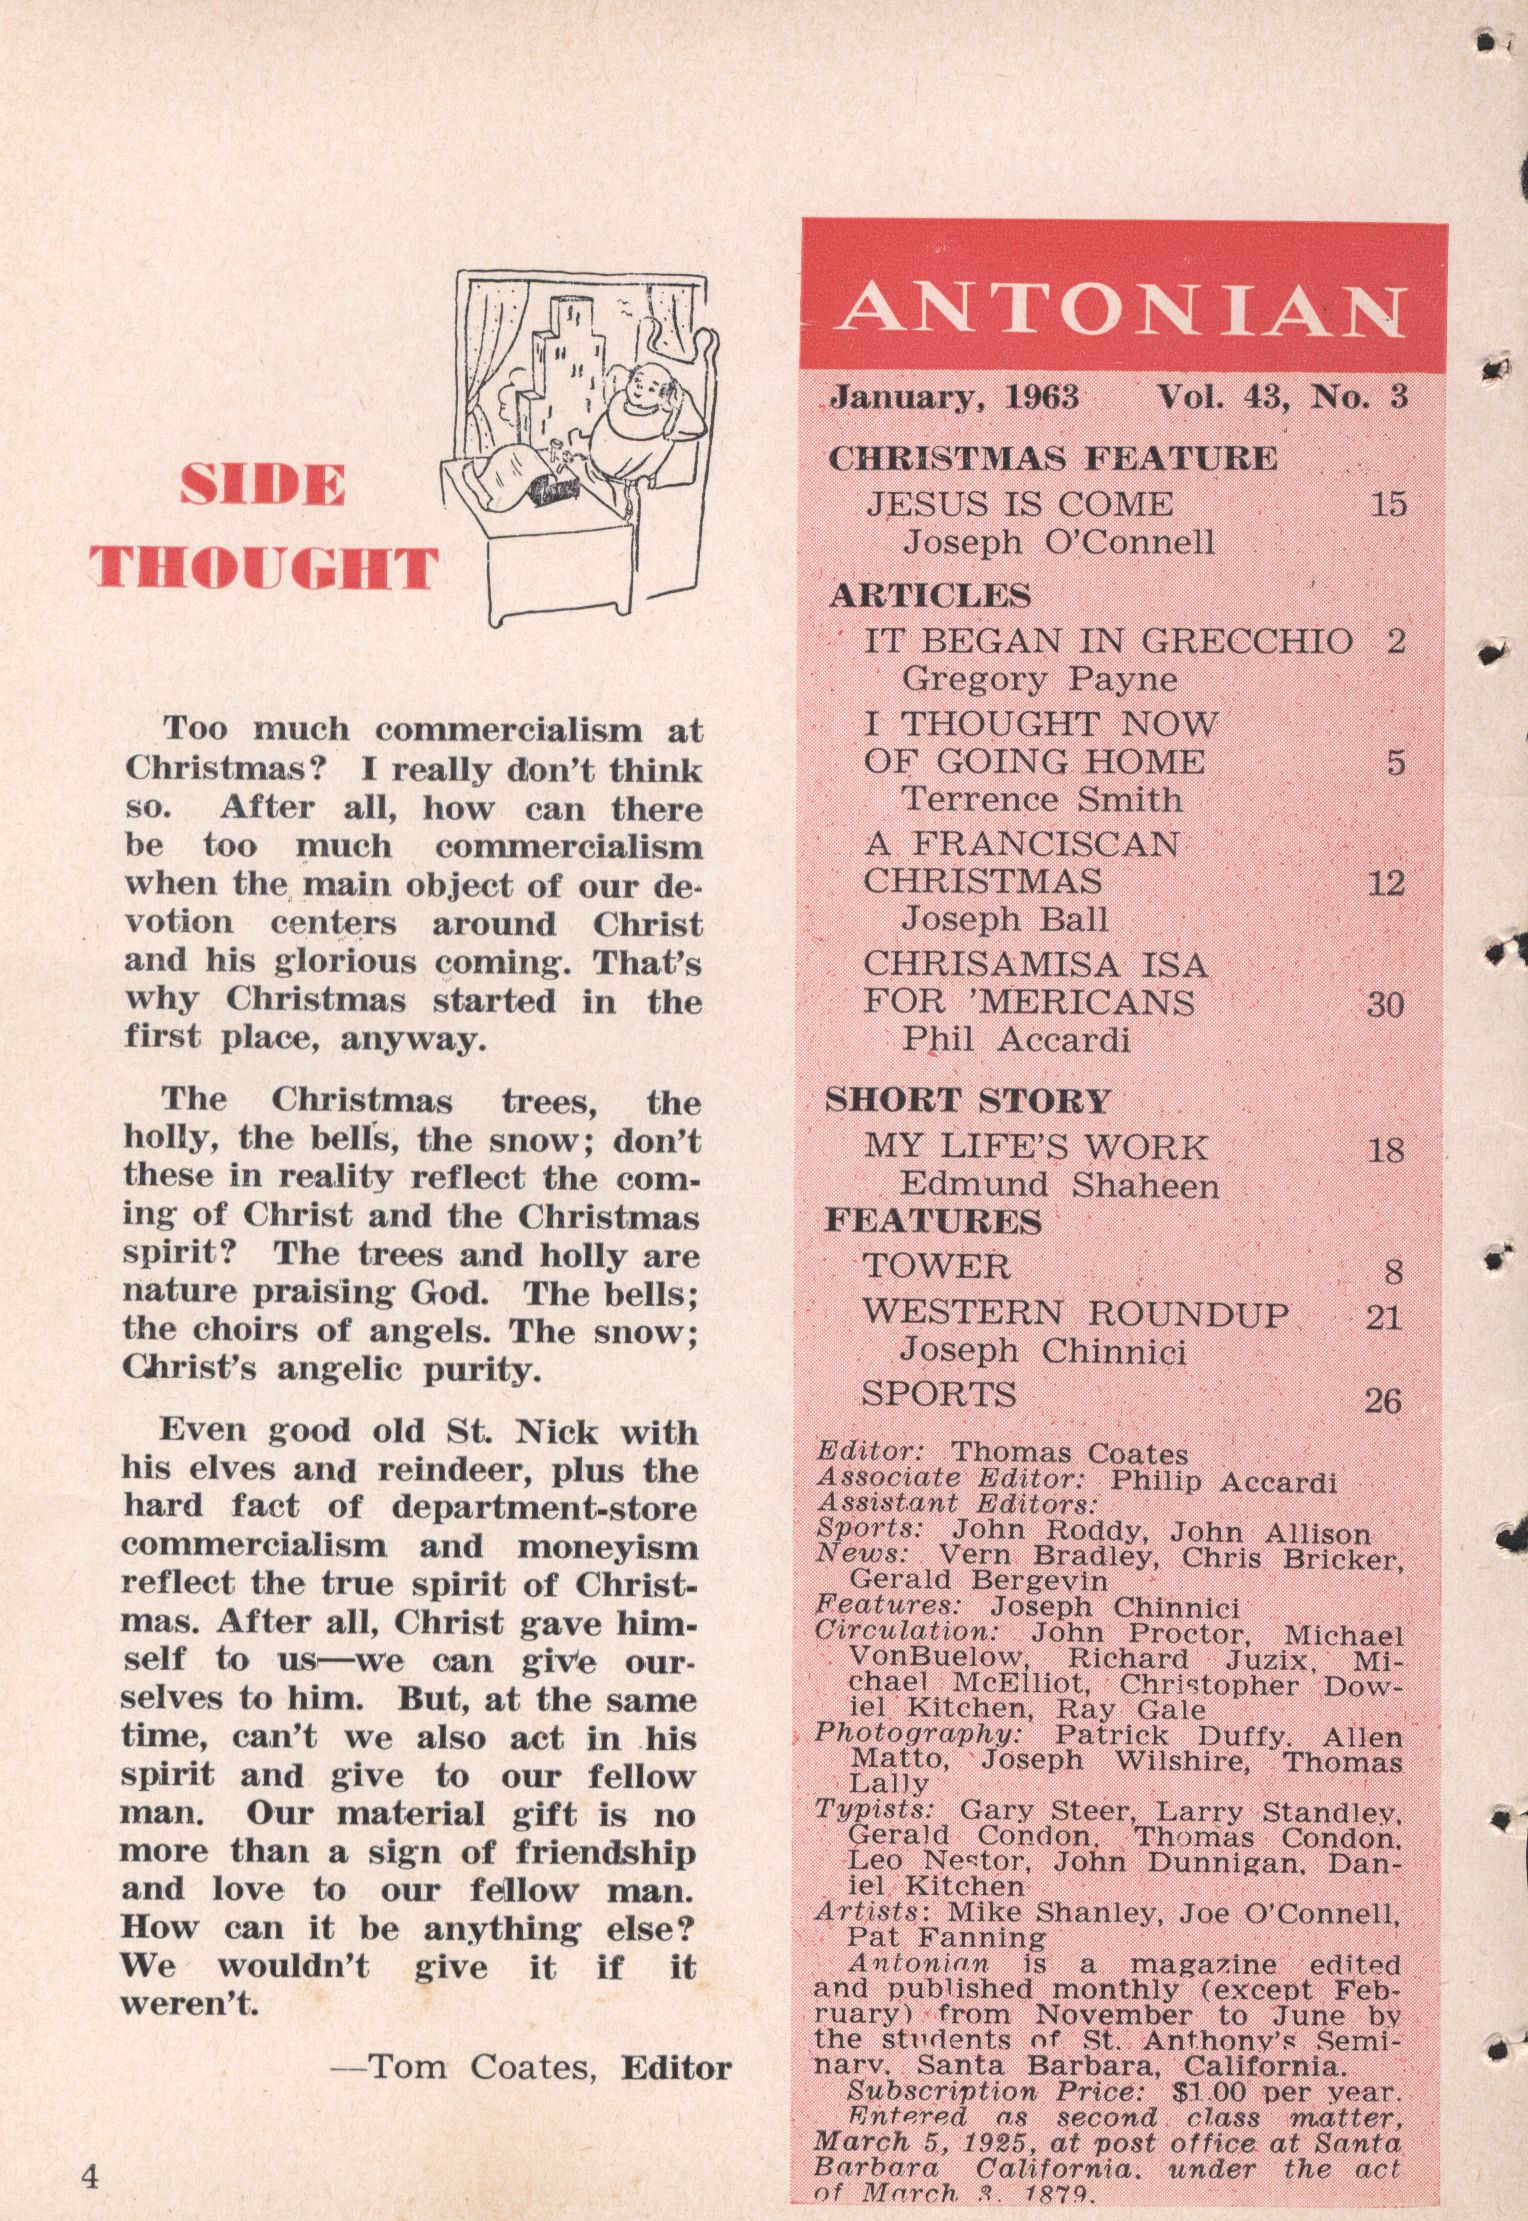 SIDE
THOUGHT
Too much commercialism at
Christmas? I really don't think
so. After all, how can there
be too much commercialism
when the main object of our de-
votion centers around Christ
and his glorious coming. That's
why Christmas started in the
first place, anyway.
The Christmas trees, the
holly, the bells, the snow; don't
these in reality reflect the com-
ing of Christ and the Christmas
spirit? The trees and holly are
nature praising God. The bells;
the choirs of angels. The snow;
Christ's angelic purity.
Even good old St. Nick with
his elves and reindeer, plus the
hard fact of department-store
commercialism and moneyism
reflect the true spirit of Christ-
mas. After all, Christ gave him-
self to us—we can give our-
selves to him. But, at the same
time, can't we also act in his
spirit and give to our fellow
man. Our material gift is no
more than a sign of friendship
and love to our fellow man.
How can it be anything else?
We wouldn't give it if it
weren't.
—Tom Coates, Editor
4
ANTONIAN
January, 1963 Vol. 43, No. 3
CHRISTMAS FEATURE
JESUS IS COME 15
Joseph O'Connell
ARTICLES
IT BEGAN IN GRECCHIO 2
Gregory Payne
I THOUGHT NOW
OF GOING HOME 5
Terrence Smith
A FRANCISCAN
CHRISTMAS 12
Joseph Ball
CHRISAMISA ISA
FOR 'MERICANS 30
Phil Accardi
SHORT STORY
MY LIFE'S WORK 18
Edmund Shaheen
FEATURES
TOWER 8
WESTERN ROUNDUP 21
Joseph Chinnici
SPORTS 26
Editor: Thomas Coates
Associate Editor: Philip Accardi
Assistant Editors:
Sports: John Roddy, John Allison
News: Vern Bradley, Chris Bricker,
Gerald Bergevin
Features: Joseph Chinnici
Circulation: John Proctor, Michael
VonBuelow, Richard Juzix, Mi-
chael McElliot, Christopher Dow-
iel Kitchen, Ray Gale
Photography: Patrick Duffy, Allen
Matto, Joseph Wilshire, Thomas
Lally
Typists: Gary Steer, Larry Standley,
Gerald Condon, Thomas Condon,
Leo Nestor, John Dunnigan, Dan-
iel Kitchen
Artists: Mike Shanley, Joe O'Connell,
Pat Fanning
Antonian is a magazine edited
and published monthly (except Feb-
ruary) from November to June by
the students of St. Anthony's Semi-
nary, Santa Barbara, California.
Subscription Price: $1.00 per year.
Entered as second class matter,
March 5, 1925, at post office at Santa
Barbara California, under the act
of March 3, 1879.